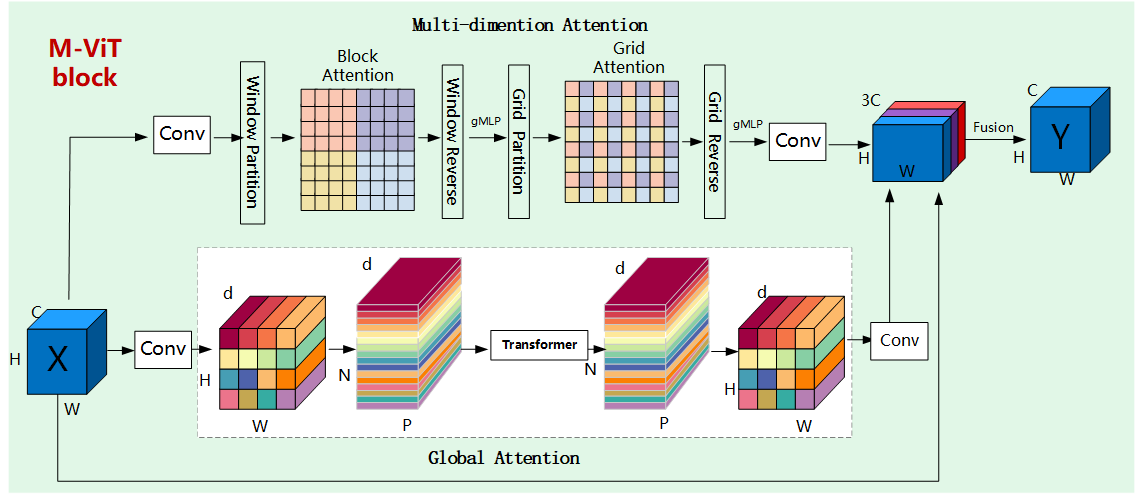 Multi-dimention Attention
M-ViT
block
Block
Attention
Grid
Attention
Conv
Window Partition
Window Reverse
gMLP
Grid Partition
Grid Reverse
gMLP
Conv
3C
H
W
Fusion
C
Y
H
W
C
X
H
W
Conv
d
H
W
d
N
P
Transformer
d
N
P
d
H
W
Conv
Global Attention